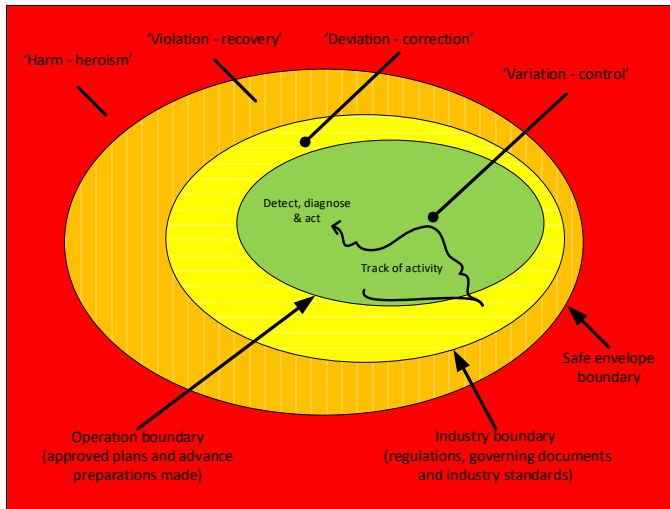 ‘Violation - recovery’
‘Deviation - correction’
‘Harm - heroism’
‘Variation - control’
Detect, diagnose
& act
Track of activity
Safe envelope
boundary
Operation boundary
(approved plans and advance
preparations made)
Industry boundary
(regulations, governing documents
and industry standards)